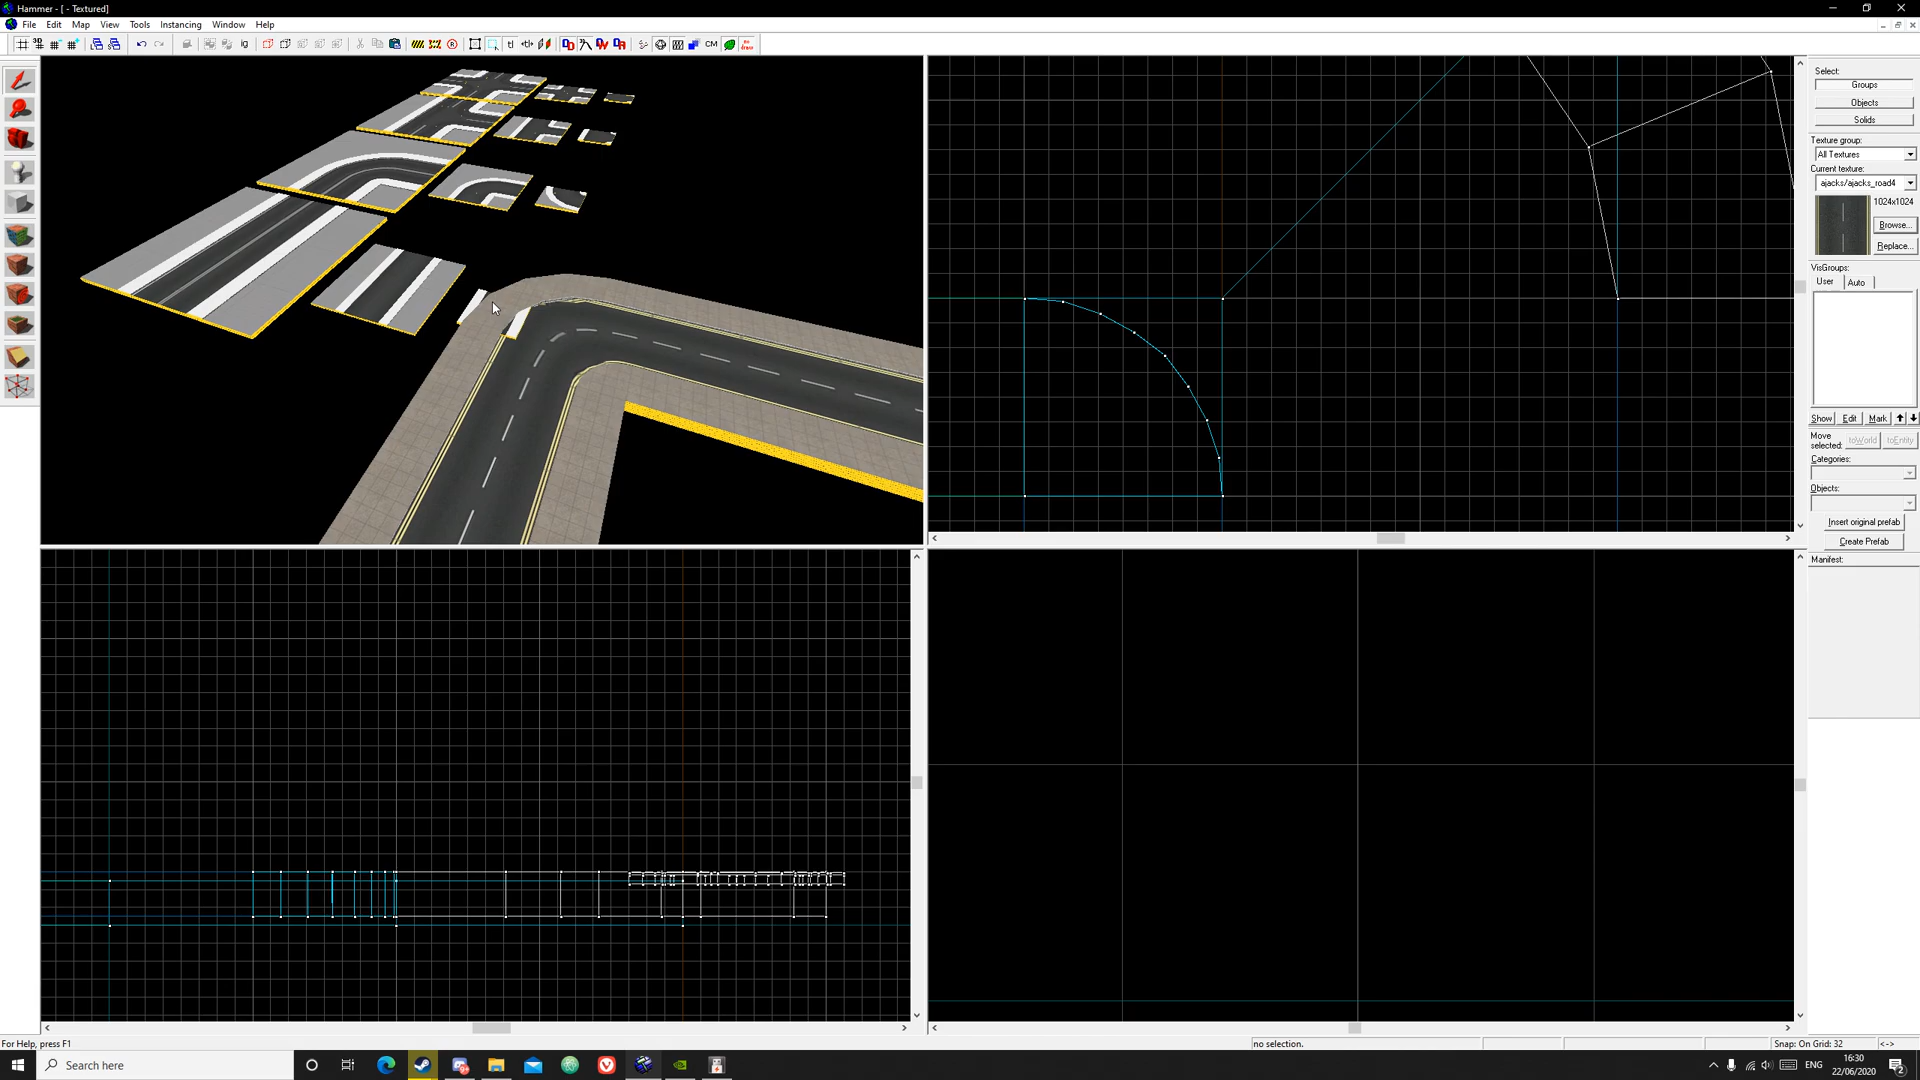 Hammer - [ - Textured]
File Edit Map View Tools Instancing Window Help
CM
Select:
Groups
Objects
Solids
Texture group:
All Textures
Current texture:
ajacks/ajacks_road4
1024x1024
Browse...
Replace...
VisGroups:
User Auto
Show Edit Mark
Move selected:
toWorld toEntity
Categories:
Objects:
Insert original prefab
Create Prefab
Manifest:
For Help, press F1
no selection.
Snap: On Grid: 32
<->
Search here
ENG
16:30
22/06/2020